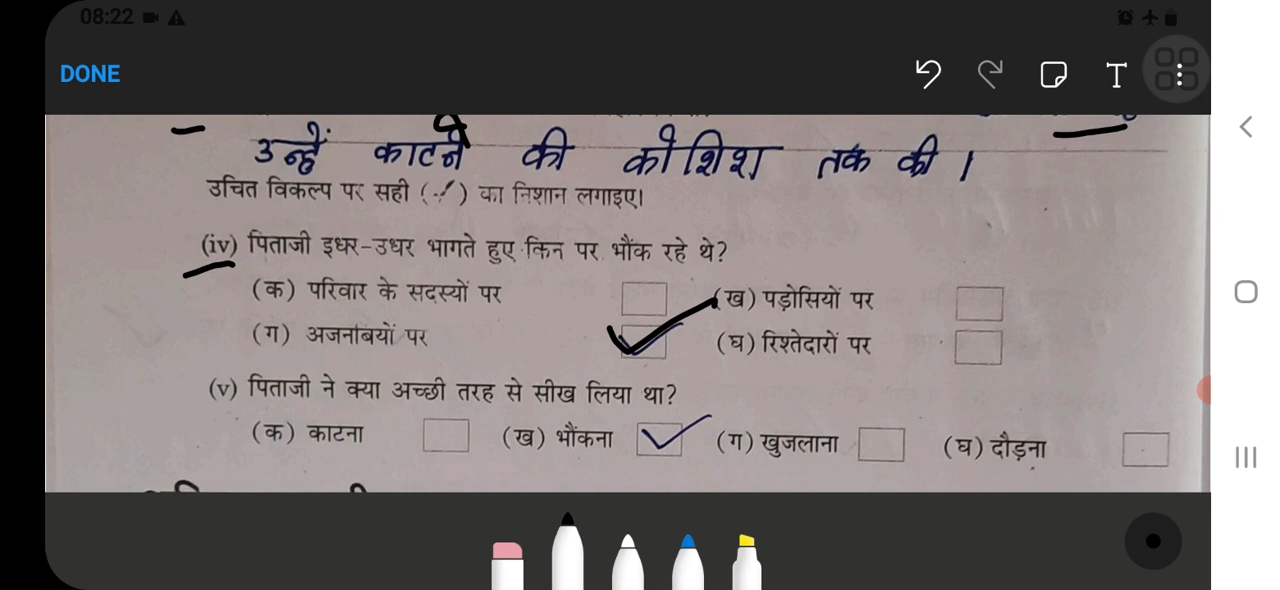 08:22
DONE
T
उन्हें काटने की कोशिश तक की ।
उचित विकल्प पर सही (✓) का निशान लगाइए।
(iv) पिताजी इधर-उधर भागते हुए किन पर भौंक रहे थे?
(क) परिवार के सदस्यों पर (ख) पड़ोसियों पर
(ग) अजनबियों पर (घ) रिश्तेदारों पर
(v) पिताजी ने क्या अच्छी तरह से सीख लिया था?
(क) काटना (ख) भौंकना (ग) खुजलाना (घ) दौड़ना